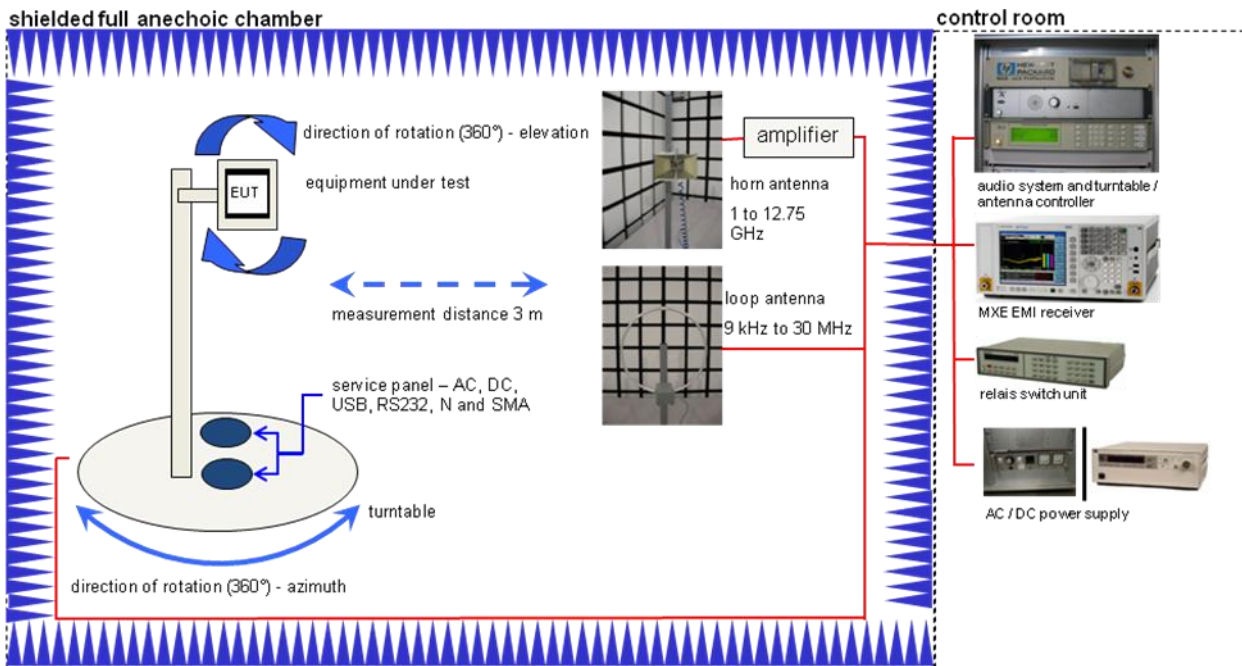 shielded full anechoic chamber
control room
direction of rotation (360°) - elevation
equipment under test
EUT
measurement distance 3 m
service panel – AC, DC,
USB, RS232, N and SMA
turntable
direction of rotation (360°) - azimuth
amplifier
horn antenna
1 to 12.75
GHz
loop antenna
9 kHz to 30 MHz
HEWLETT
PACKARD
audio system and turntable /
antenna controller
MXE EMI receiver
relais switch unit
AC / DC power supply